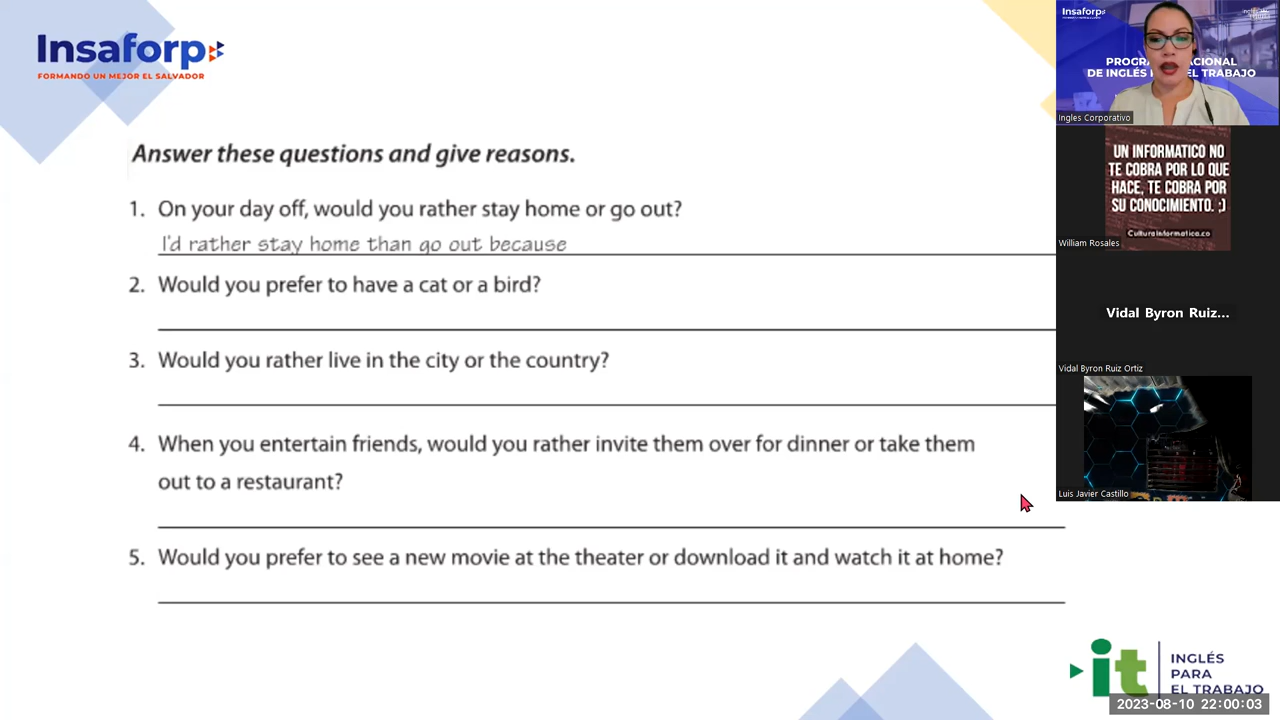 Insaforp
FORMANDO UN MEJOR EL SALVADOR
Answer these questions and give reasons.
1. On your day off, would you rather stay home or go out?
I'd rather stay home than go out because
2. Would you prefer to have a cat or a bird?
3. Would you rather live in the city or the country?
4. When you entertain friends, would you rather invite them over for dinner or take them
out to a restaurant?
5. Would you prefer to see a new movie at the theater or download it and watch it at home?
Insaforp
Ingles Corporativo
UN INFORMATICO NO
TE COBRA POR LO QUE
HACE, TE COBRA POR
SU CONOCIMIENTO. ;)
CulturaInformatica.co
William Rosales
Vidal Byron Ruiz...
Vidal Byron Ruiz Ortiz
Luis Javier Castillo
it
INGLÉS
PARA
EL TRABAJO
2023-08-10 22:00:03